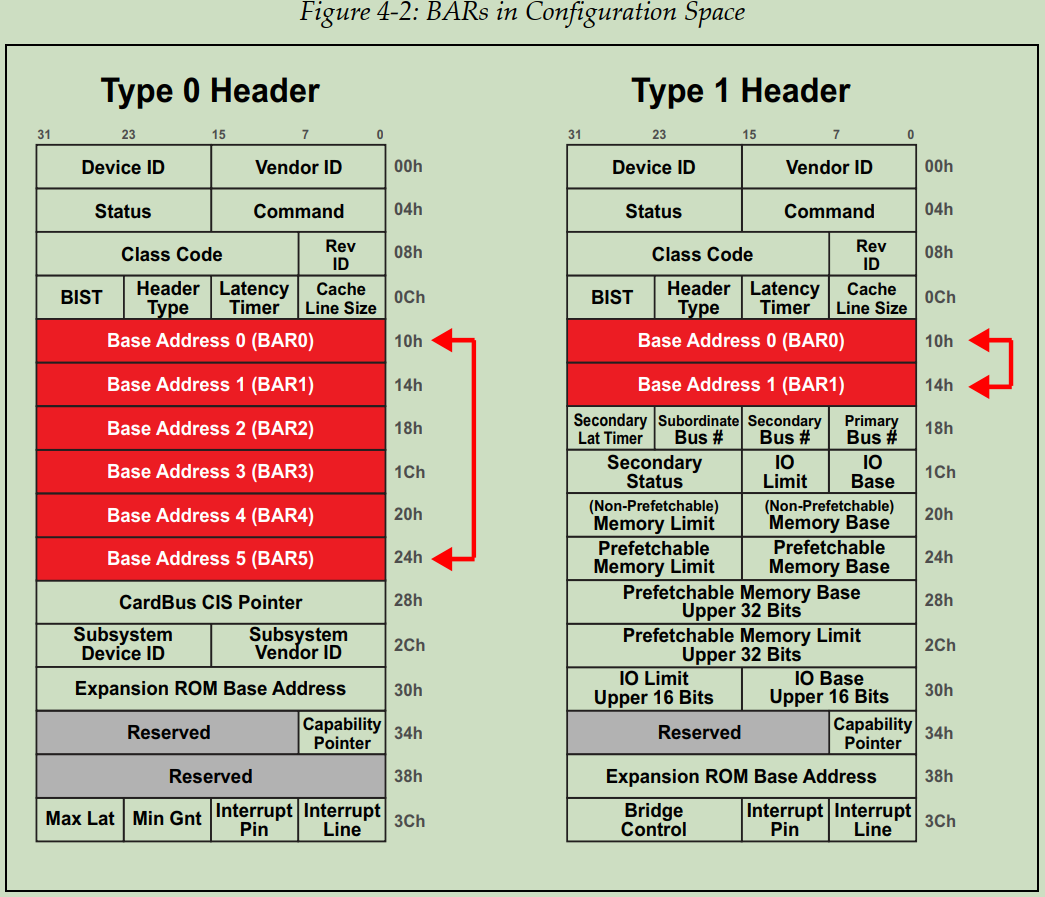 Figure 4-2: BARs in Configuration Space
Type 0 Header
31 23 15 7 0
Device ID Vendor ID 00h
Status Command 04h
Class Code Rev ID 08h
BIST Header Type Latency Timer Cache Line Size 0Ch
Base Address 0 (BAR0) 10h
Base Address 1 (BAR1) 14h
Base Address 2 (BAR2) 18h
Base Address 3 (BAR3) 1Ch
Base Address 4 (BAR4) 20h
Base Address 5 (BAR5) 24h
CardBus CIS Pointer 28h
Subsystem Device ID Subsystem Vendor ID 2Ch
Expansion ROM Base Address 30h
Reserved Capability Pointer 34h
Reserved 38h
Max Lat Min Gnt Interrupt Pin Interrupt Line 3Ch
Type 1 Header
31 23 15 7 0
Device ID Vendor ID 00h
Status Command 04h
Class Code Rev ID 08h
BIST Header Type Latency Timer Cache Line Size 0Ch
Base Address 0 (BAR0) 10h
Base Address 1 (BAR1) 14h
Secondary Lat Timer Subordinate Bus # Secondary Bus # Primary Bus # 18h
Secondary Status IO Limit IO Base 1Ch
(Non-Prefetchable) Memory Limit (Non-Prefetchable) Memory Base 20h
Prefetchable Memory Limit Prefetchable Memory Base 24h
Prefetchable Memory Base Upper 32 Bits 28h
Prefetchable Memory Limit Upper 32 Bits 2Ch
IO Limit Upper 16 Bits IO Base Upper 16 Bits 30h
Reserved Capability Pointer 34h
Expansion ROM Base Address 38h
Bridge Control Interrupt Pin Interrupt Line 3Ch